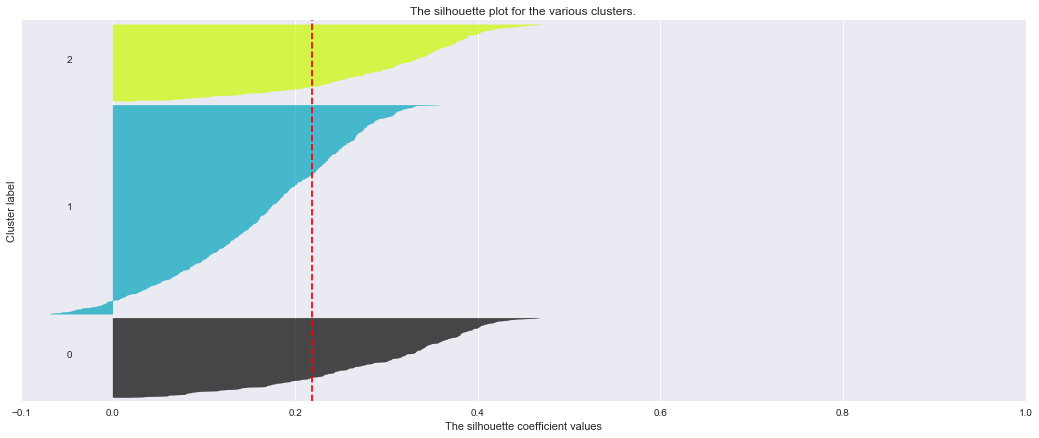 The silhouette plot for the various clusters.
2
1
0
Cluster label
−0.1 0.0 0.2 0.4 0.6 0.8 1.0
The silhouette coefficient values